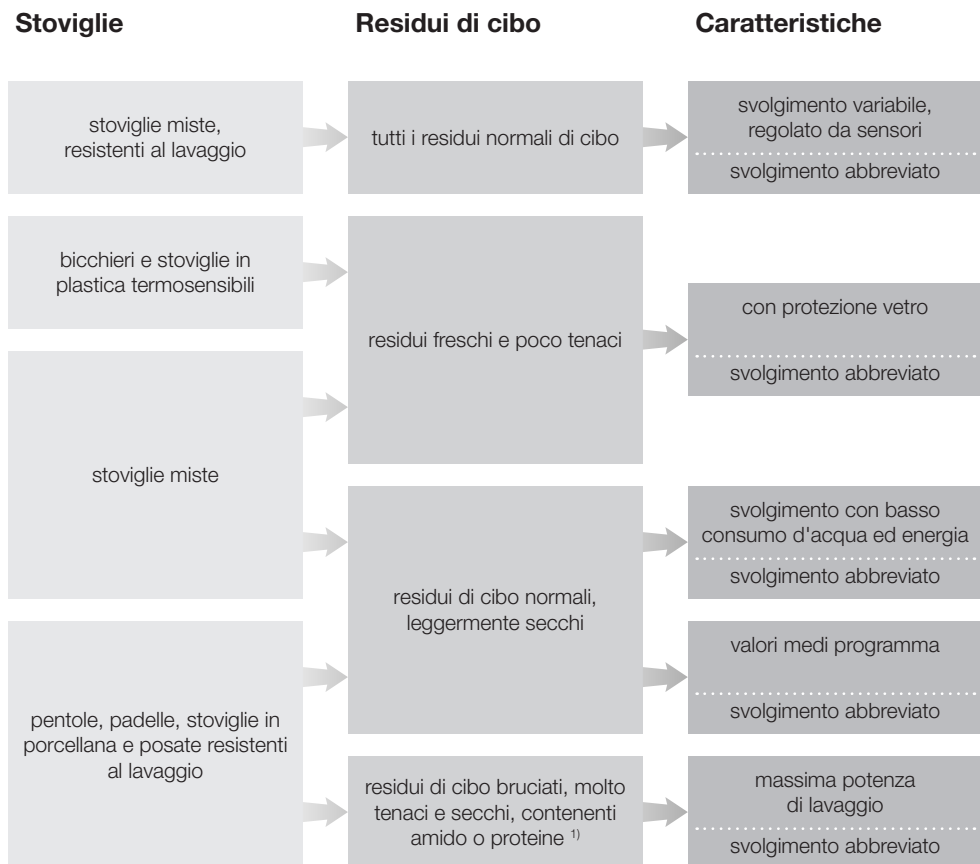 Stoviglie
Residui di cibo
Caratteristiche
stoviglie miste,
resistenti al lavaggio
tutti i residui normali di cibo
svolgimento variabile,
regolato da sensori
svolgimento abbreviato
bicchieri e stoviglie in
plastica termosensibili
residui freschi e poco tenaci
con protezione vetro
svolgimento abbreviato
stoviglie miste
residui di cibo normali,
leggermente secchi
svolgimento con basso
consumo d'acqua ed energia
svolgimento abbreviato
valori medi programma
svolgimento abbreviato
pentole, padelle, stoviglie in
porcellana e posate resistenti
al lavaggio
residui di cibo bruciati, molto
tenaci e secchi, contenenti
amido o proteine 1)
massima potenza
di lavaggio
svolgimento abbreviato